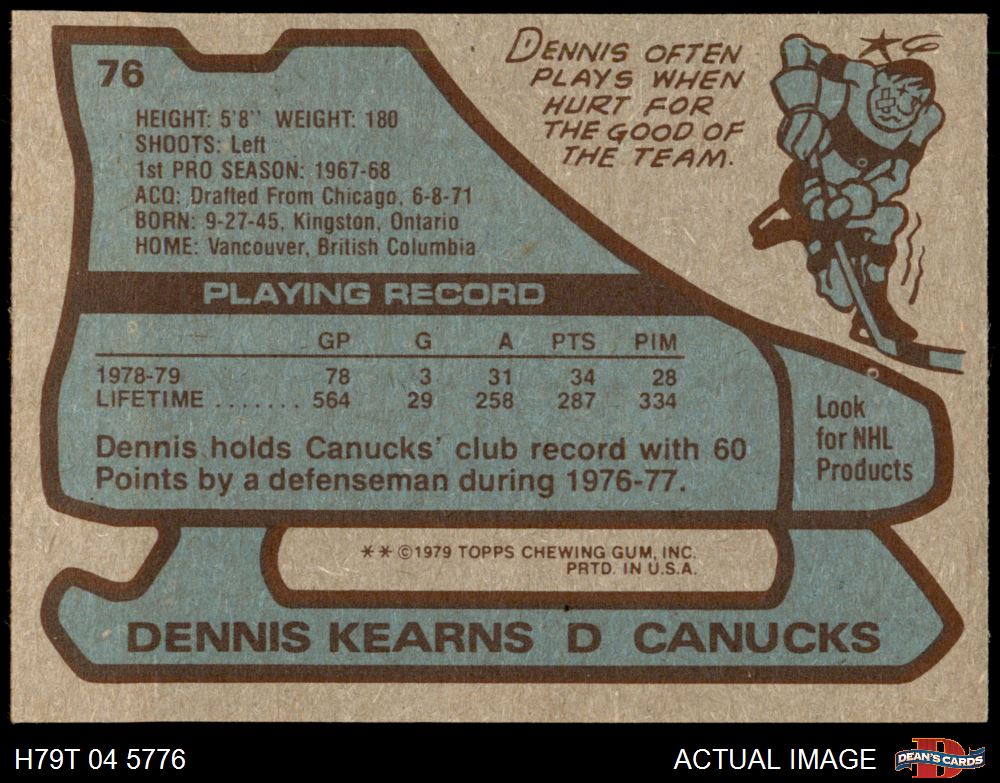 76
HEIGHT: 5'8" WEIGHT: 180
SHOOTS: Left
1st PRO SEASON: 1967-68
ACQ: Drafted From Chicago, 6-8-71
BORN: 9-27-45, Kingston, Ontario
HOME: Vancouver, British Columbia
DENNIS OFTEN
PLAYS WHEN
HURT FOR
THE GOOD OF
THE TEAM.
PLAYING RECORD
GP G A PTS PIM
1978-79 78 3 31 34 28
LIFETIME ........ 564 29 258 287 334
Dennis holds Canucks' club record with 60
Points by a defenseman during 1976-77.
Look
for NHL
Products
** ©1979 TOPPS CHEWING GUM, INC.
PRTD. IN U.S.A.
DENNIS KEARNS D CANUCKS
H79T 04 5776
ACTUAL IMAGE
D
DEAN'S CARDS